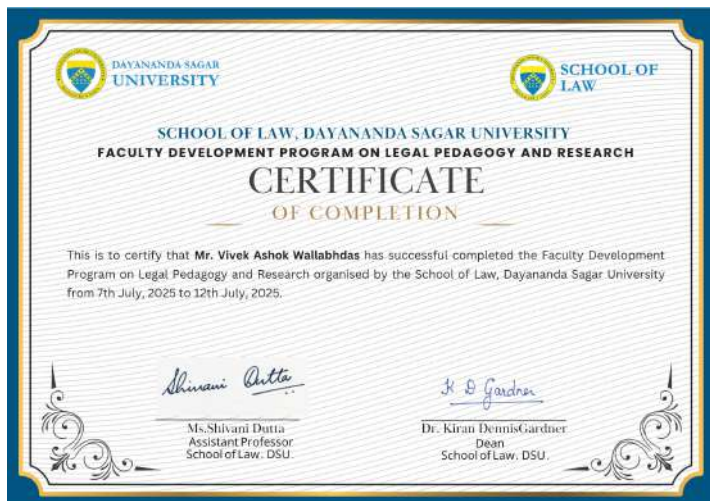 DAYANANDA SAGAR
UNIVERSITY
SCHOOL OF
LAW
SCHOOL OF LAW, DAYANANDA SAGAR UNIVERSITY
FACULTY DEVELOPMENT PROGRAM ON LEGAL PEDAGOGY AND RESEARCH
CERTIFICATE
OF COMPLETION
This is to certify that Mr. Vivek Ashok Wallabhdas has successful completed the Faculty Development
Program on Legal Pedagogy and Research organised by the School of Law, Dayananda Sagar University
from 7th July, 2025 to 12th July, 2025.
Shivani Dutta
K D Gardner
Ms.Shivani Dutta
Assistant Professor
School of Law. DSU.
Dr. Kiran DennisGardner
Dean
School of Law. DSU.